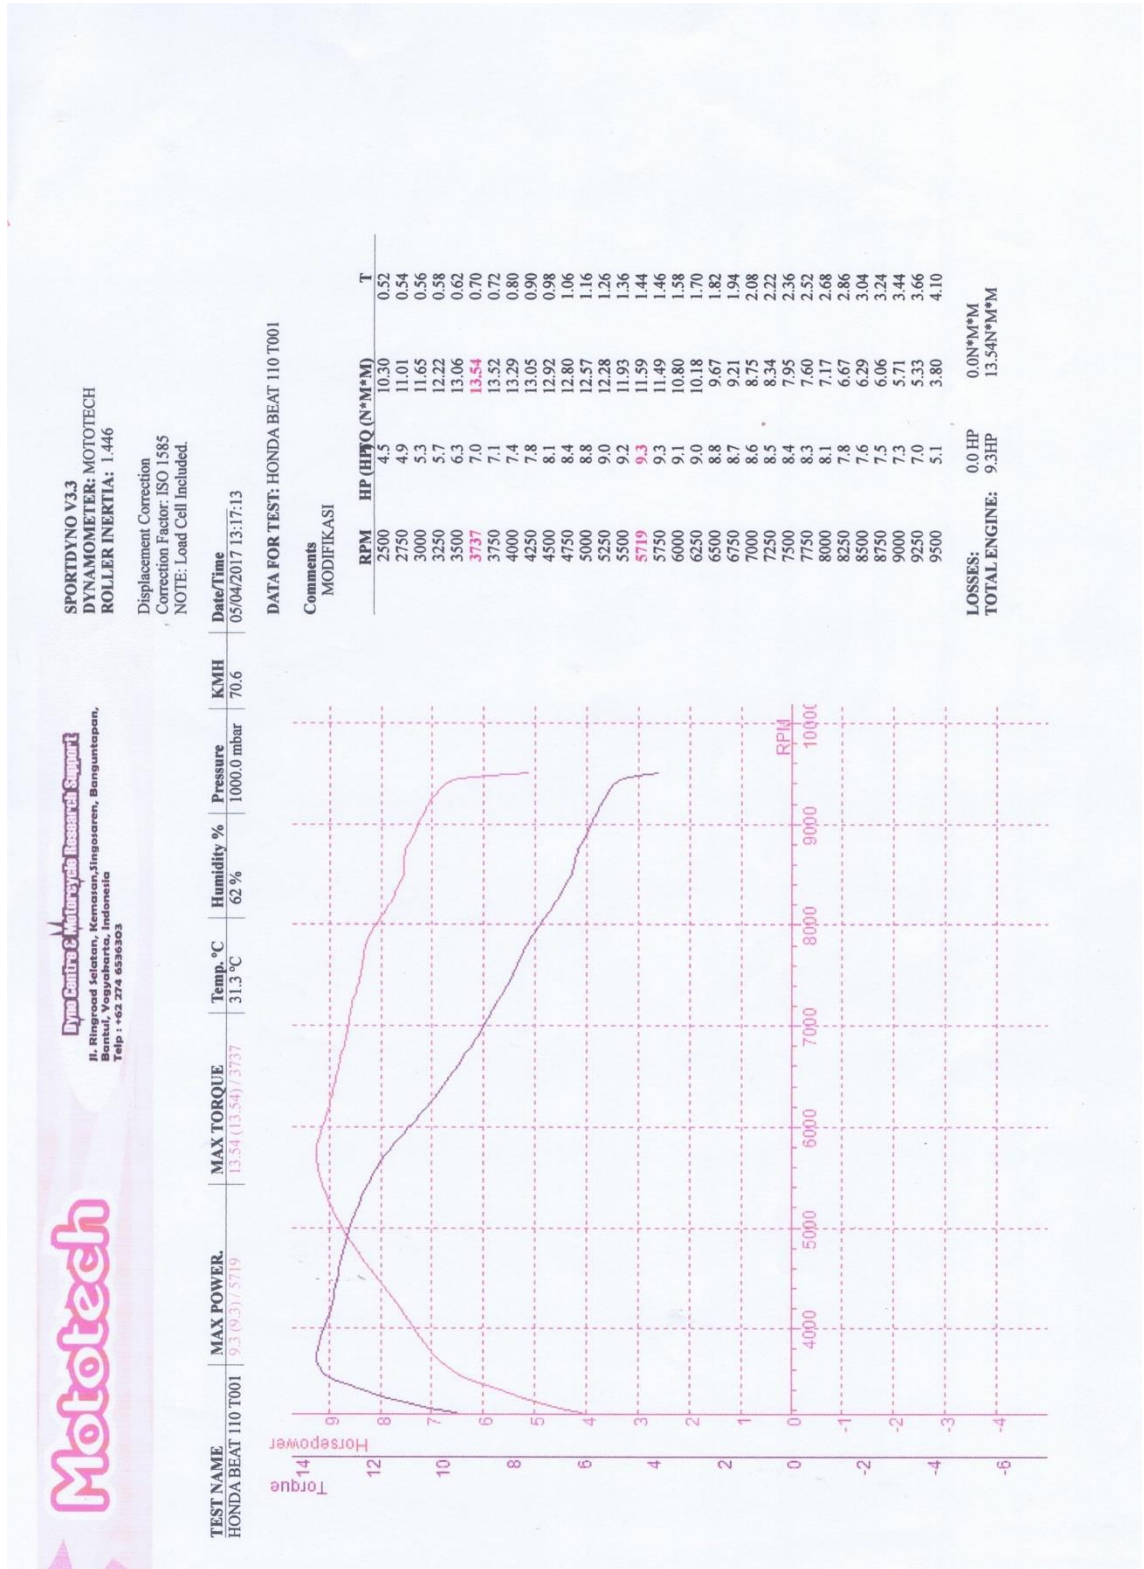 Mototech
Dyno Centre & Motorcycle Research Support
Jl. Ringroad Selatan, Kemasan,Singosaren, Banguntapan,
Bantul, Yogyakarta, Indonesia
Telp : +62 274 6536303
SPORTDYNO V3.3
DYNAMOMETER: MOTOTECH
ROLLER INERTIA: 1.446
Displacement Correction
Correction Factor: ISO 1585
NOTE: Load Cell Included.
TEST NAME MAX POWER. MAX TORQUE Temp. °C Humidity % Pressure KMH Date/Time
HONDA BEAT 110 T001 9.3 (9.3) / 5719 13.54 (13.54) / 3737 31.3 °C 62 % 1000.0 mbar 70.6 05/04/2017 13:17:13
Torque
14
12
10
8
6
4
2
0
-2
-4
-6
Horsepower
9
8
7
6
5
4
3
2
1
0
-1
-2
-3
-4
RPM
4000 5000 6000 7000 8000 9000 1000(
DATA FOR TEST: HONDA BEAT 110 T001
Comments
MODIFIKASI
RPM HP (HP) TQ (N*M*M) T
2500 4.5 10.30 0.52
2750 4.9 11.01 0.54
3000 5.3 11.65 0.56
3250 5.7 12.22 0.58
3500 6.3 13.06 0.62
3737 7.0 13.54 0.70
3750 7.1 13.52 0.72
4000 7.4 13.29 0.80
4250 7.8 13.05 0.90
4500 8.1 12.92 0.98
4750 8.4 12.80 1.06
5000 8.8 12.57 1.16
5250 9.0 12.28 1.26
5500 9.2 11.93 1.36
5719 9.3 11.59 1.44
5750 9.3 11.49 1.46
6000 9.1 10.80 1.58
6250 9.0 10.18 1.70
6500 8.8 9.67 1.82
6750 8.7 9.21 1.94
7000 8.6 8.75 2.08
7250 8.5 8.34 2.22
7500 8.4 7.95 2.36
7750 8.3 7.60 2.52
8000 8.1 7.17 2.68
8250 7.8 6.67 2.86
8500 7.6 6.29 3.04
8750 7.5 6.06 3.24
9000 7.3 5.71 3.44
9250 7.0 5.33 3.66
9500 5.1 3.80 4.10
LOSSES: 0.0 HP 0.0N*M*M
TOTAL ENGINE: 9.3HP 13.54N*M*M